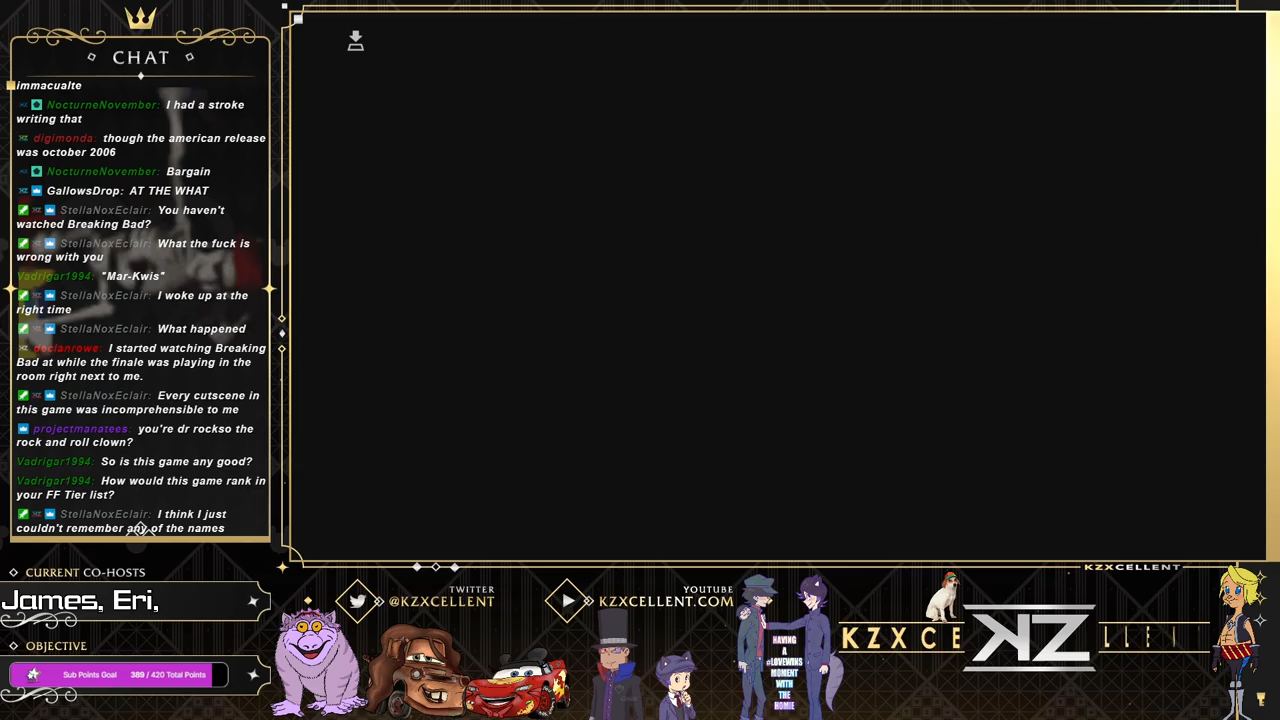 CHAT
immacualte
NocturneNovember: I had a stroke
writing that
digimonda: though the american release
was october 2006
NocturneNovember: Bargain
GallowsDrop: AT THE WHAT
StellaNoxEclair: You haven't
watched Breaking Bad?
StellaNoxEclair: What the fuck is
wrong with you
Vadrigar1994: "Mar-Kwis"
StellaNoxEclair: I woke up at the
right time
StellaNoxEclair: What happened
declanrowe: I started watching Breaking
Bad at while the finale was playing in the
room right next to me.
StellaNoxEclair: Every cutscene in
this game was incomprehensible to me
projectmanatees: you're dr rockso the
rock and roll clown?
Vadrigar1994: So is this game any good?
Vadrigar1994: How would this game rank in
your FF Tier list?
StellaNoxEclair: I think I just
couldn't remember any of the names
CURRENT CO-HOSTS
James, Eri,
OBJECTIVE
Sub Points Goal 389 / 420 Total Points
TWITTER
@KZXCELLENT
YOUTUBE
KZXCELLENT.COM
HAVING
A
#LOVEWINS
MOMENT
WITH
THE
HOMIE
KZXCELLENT
KZXCE
KZ